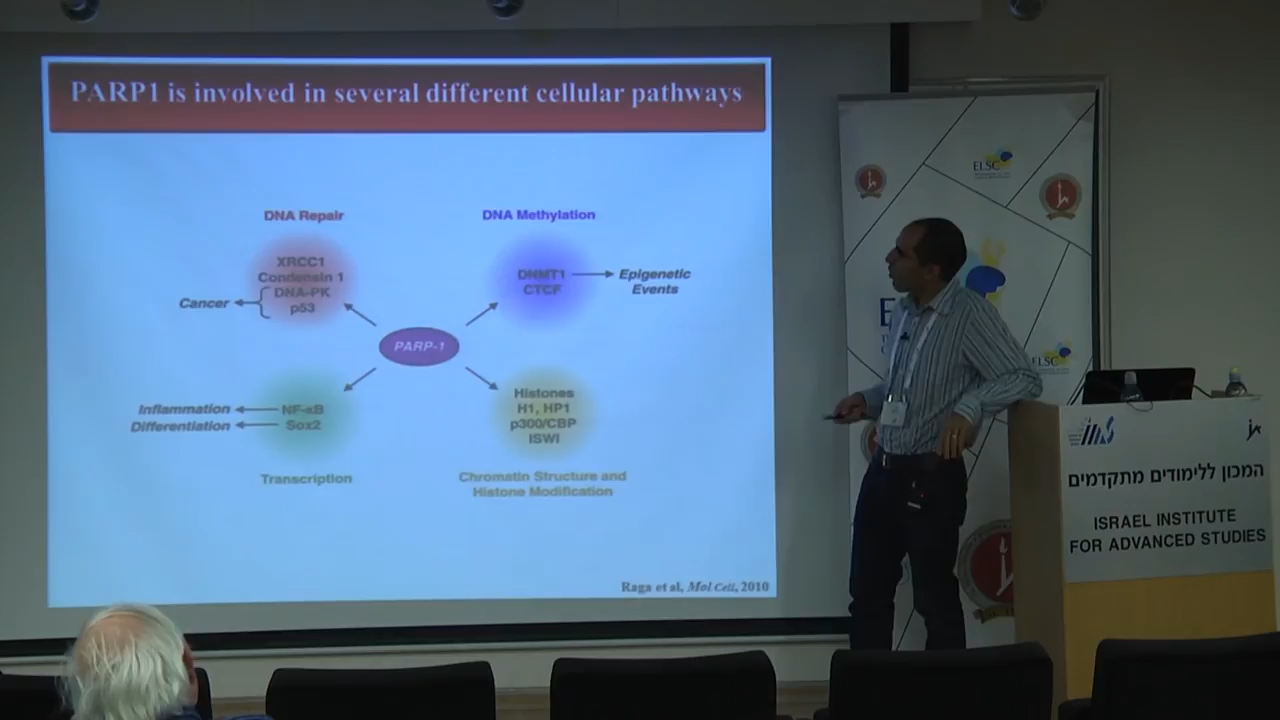 PARP1 is involved in several different cellular pathways
DNA Repair
XRCC1
Condensin 1
DNA-PK
p53
Cancer
DNA Methylation
DNMT1
CTCF
Epigenetic
Events
PARP-1
Inflammation
Differentiation
NF-κB
Sox2
Transcription
Histones
H1, HP1
p300/CBP
ISWI
Chromatin Structure and
Histone Modification
Raga et al, Mol Cell, 2010
ELSC
E
ELSC
IIAS
המכון ללימודים מתקדמים
ISRAEL INSTITUTE
FOR ADVANCED STUDIES